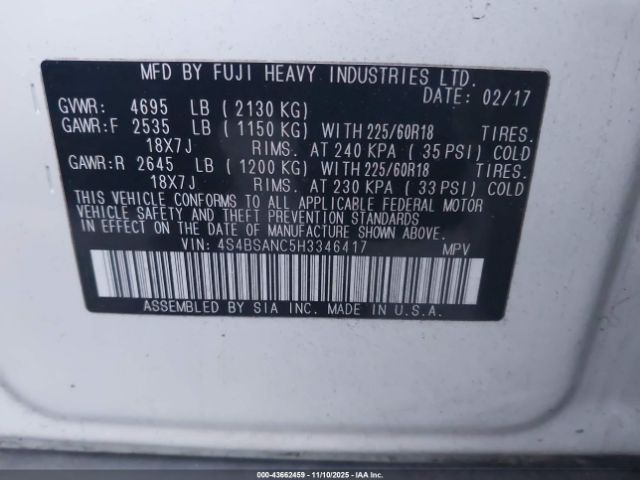 MFD BY FUJI HEAVY INDUSTRIES LTD.
DATE: 02/17
GVWR: 4695 LB ( 2130 KG)
GAWR:F 2535 LB ( 1150 KG) WITH 225/60R18 TIRES.
18X7J RIMS. AT 240 KPA ( 35 PSI) COLD
GAWR:R 2645 LB ( 1200 KG) WITH 225/60R18 TIRES.
18X7J RIMS. AT 230 KPA ( 33 PSI) COLD
THIS VEHICLE CONFORMS TO ALL APPLICABLE FEDERAL MOTOR
VEHICLE SAFETY AND THEFT PREVENTION STANDARDS
IN EFFECT ON THE DATE OF MANUFACTURE SHOWN ABOVE.
VIN: 4S4BSANC5H3346417 MPV
ASSEMBLED BY SIA INC. MADE IN U.S.A.
000-43662459 - 11/10/2025 - IAAI.com